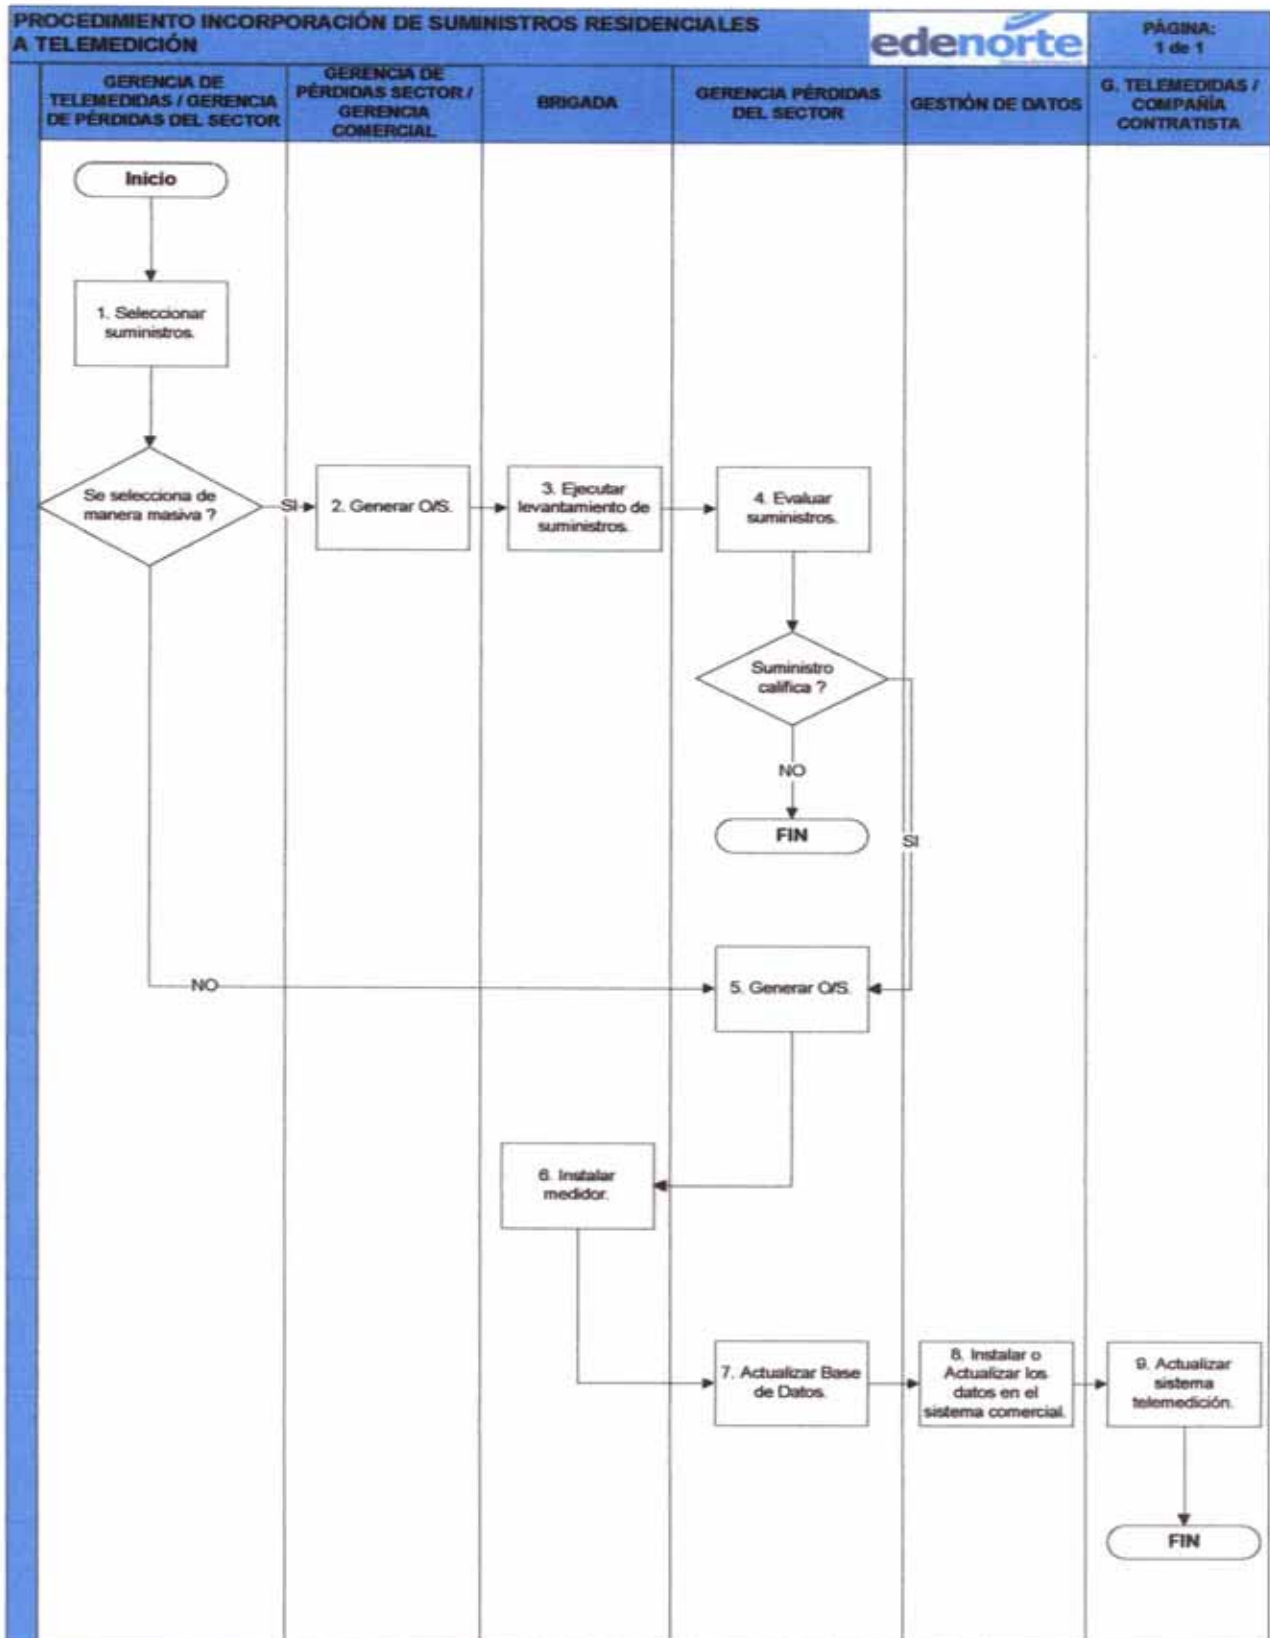 PROCEDIMIENTO INCORPORACIÓN DE SUMINISTROS RESIDENCIALES
A TELEMEDICIÓN
edenorte
PÁGINA:
1 de 1
GERENCIA DE
TELEMEDIDAS / GERENCIA
DE PÉRDIDAS DEL SECTOR
GERENCIA DE
PÉRDIDAS SECTOR /
GERENCIA
COMERCIAL
BRIGADA
GERENCIA PÉRDIDAS
DEL SECTOR
GESTIÓN DE DATOS
G. TELEMEDIDAS /
COMPAÑÍA
CONTRATISTA
Inicio
1. Seleccionar
suministros.
Se selecciona de
manera masiva ?
SI
2. Generar O/S.
3. Ejecutar
levantamiento de
suministros.
4. Evaluar
suministros.
Suministro
califica ?
NO
FIN
SI
NO
5. Generar O/S.
6. Instalar
medidor.
7. Actualizar Base
de Datos.
8. Instalar o
Actualizar los
datos en el
sistema comercial.
9. Actualizar
sistema
telemedición.
FIN